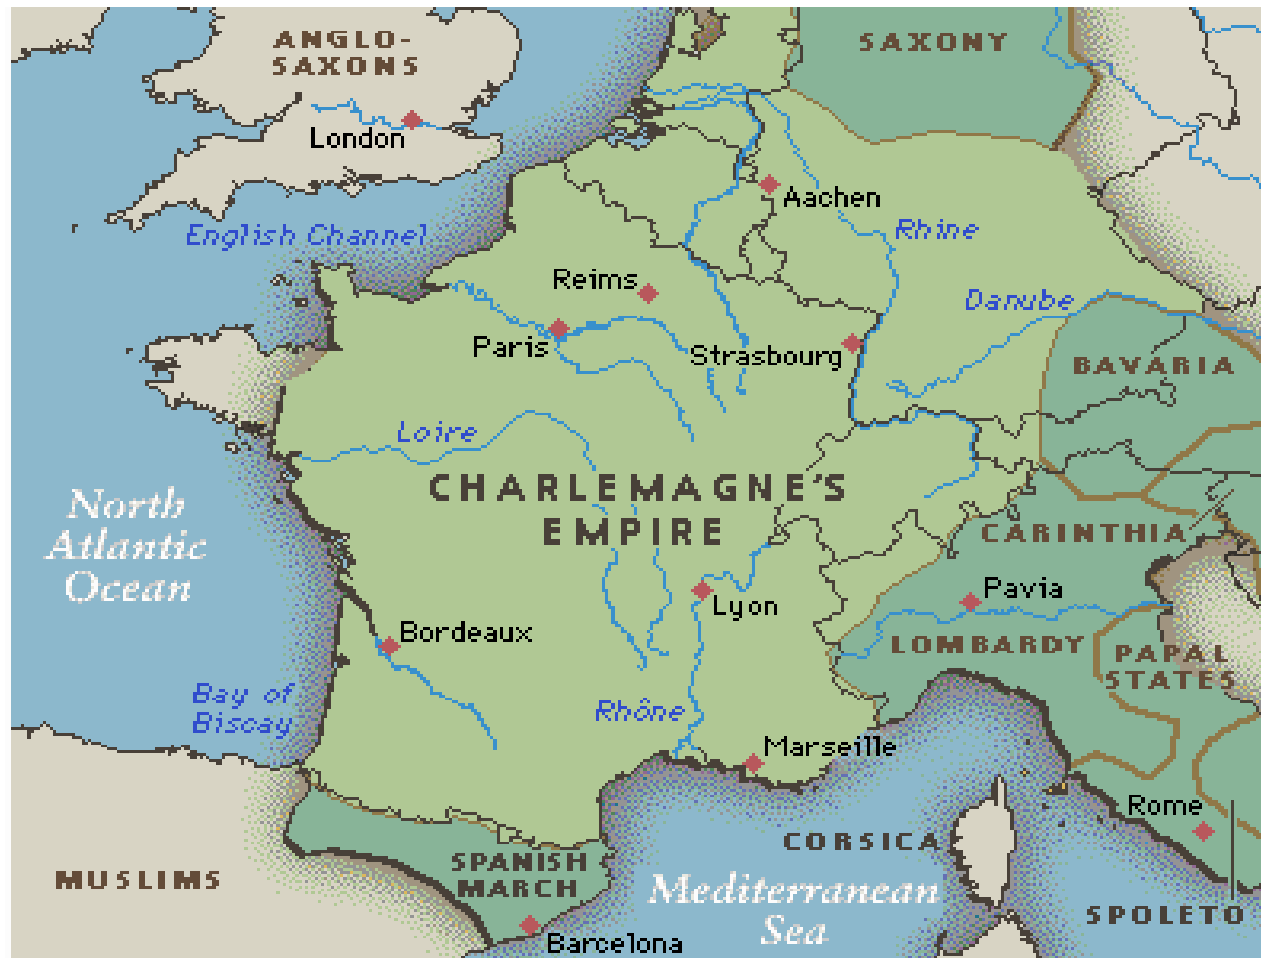 ANGLO-
SAXONS
SAXONY
London
Aachen
English Channel
Rhine
Reims
Danube
Paris
Strasbourg
BAVARIA
Loire
CHARLEMAGNE'S
EMPIRE
North
Atlantic
Ocean
CARINTHIA
Pavia
Lyon
Bordeaux
LOMBARDY
PAPAL
STATES
Bay of
Biscay
Rhône
Marseille
Rome
CORSICA
SPANISH
MARCH
MUSLIMS
Mediterranean
Sea
SPOLETO
Barcelona